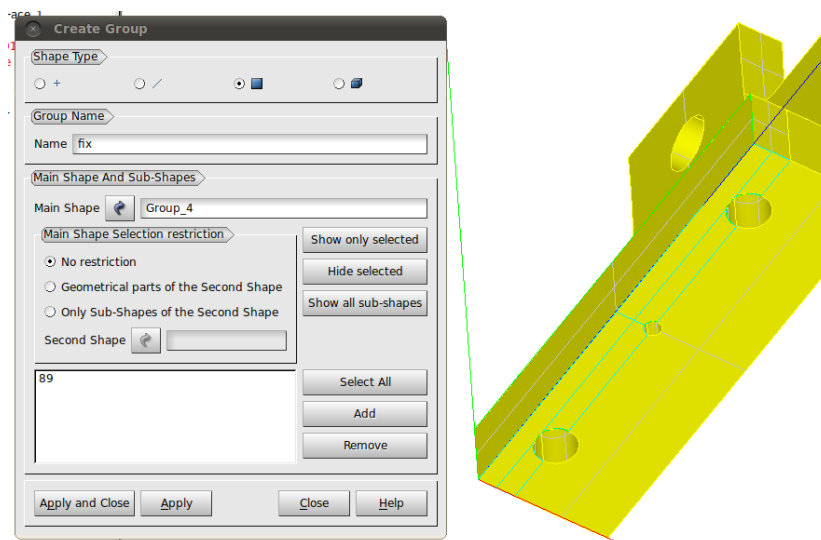 Create Group
Shape Type
Group Name
Name fix
Main Shape And Sub-Shapes
Main Shape Group_4
Main Shape Selection restriction
Show only selected
No restriction
Hide selected
Geometrical parts of the Second Shape
Show all sub-shapes
Only Sub-Shapes of the Second Shape
Second Shape
89
Select All
Add
Remove
Apply and Close Apply Close Help